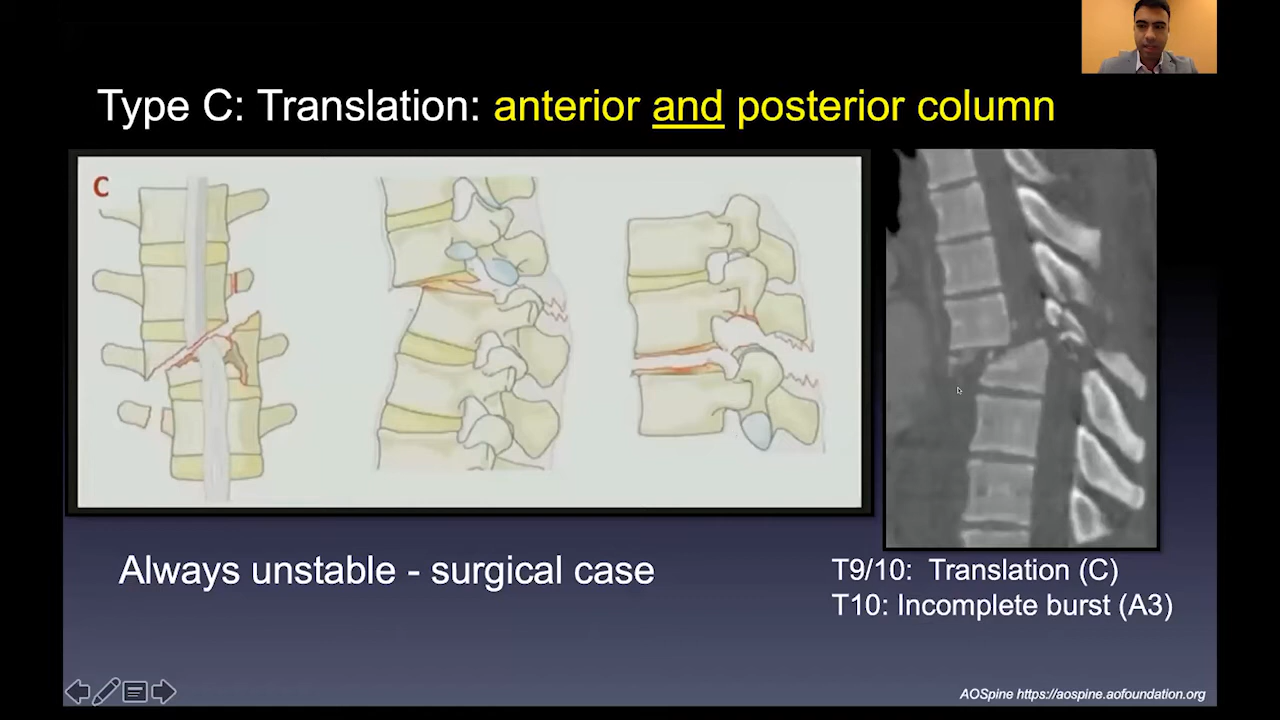 Type C: Translation: anterior and posterior column
C
Always unstable - surgical case
T9/10: Translation (C)
T10: Incomplete burst (A3)
AOSpine https://aospine.aofoundation.org